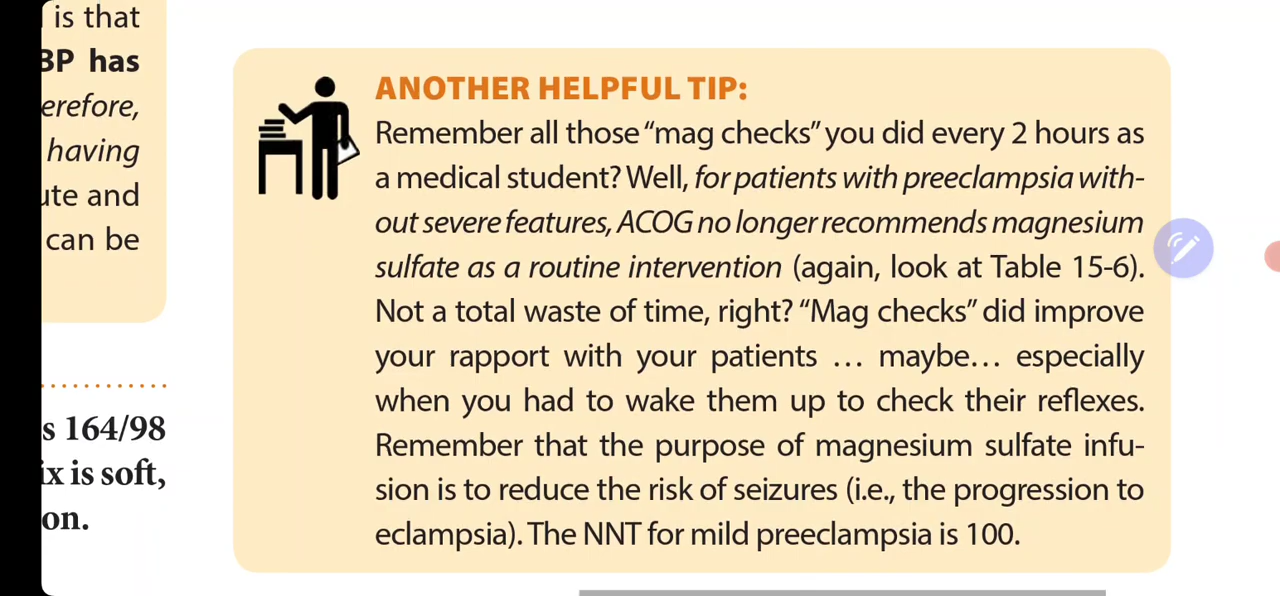 is that
BP has
erefore,
having
ute and
can be
s 164/98
ix is soft,
on.
ANOTHER HELPFUL TIP:
Remember all those “mag checks” you did every 2 hours as
a medical student? Well, for patients with preeclampsia with-
out severe features, ACOG no longer recommends magnesium
sulfate as a routine intervention (again, look at Table 15-6).
Not a total waste of time, right? “Mag checks” did improve
your rapport with your patients … maybe… especially
when you had to wake them up to check their reflexes.
Remember that the purpose of magnesium sulfate infu-
sion is to reduce the risk of seizures (i.e., the progression to
eclampsia). The NNT for mild preeclampsia is 100.